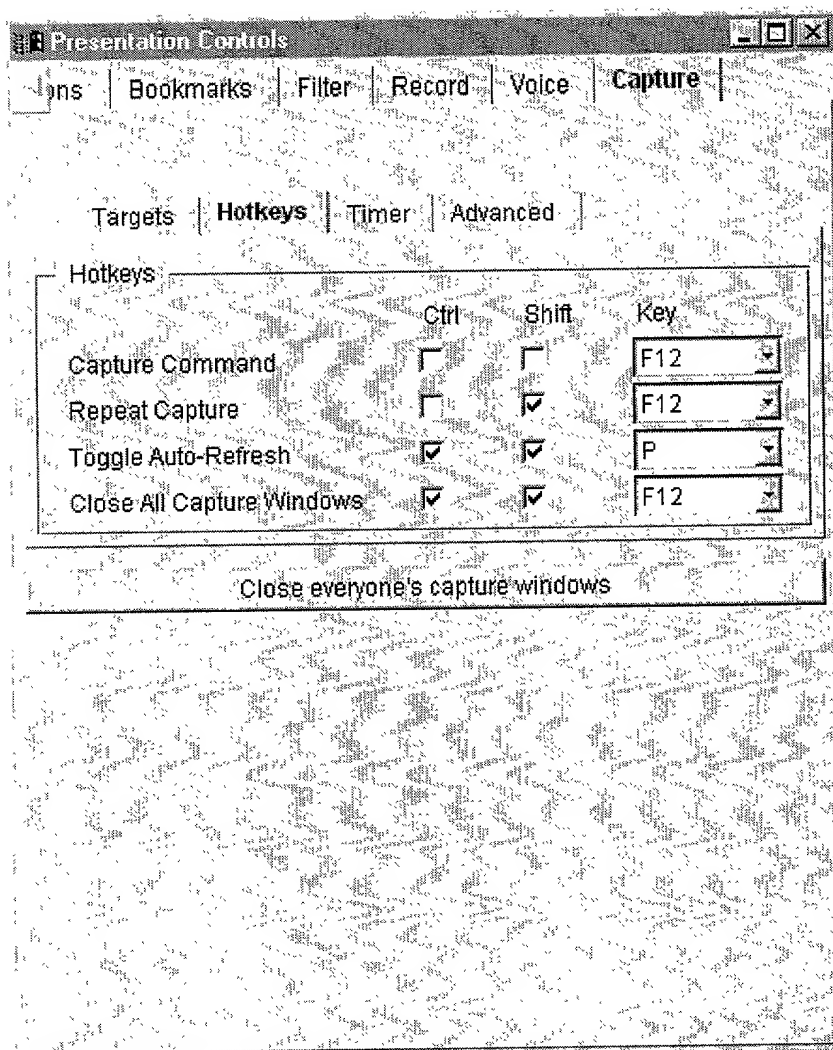 Presentation Controls
ons Bookmarks Filter Record Voice Capture
Targets Hotkeys Timer Advanced
Hotkeys
Ctrl Shift Key
Capture Command F12
Repeat Capture F12
Toggle Auto-Refresh P
Close All Capture Windows F12
Close everyone's capture windows